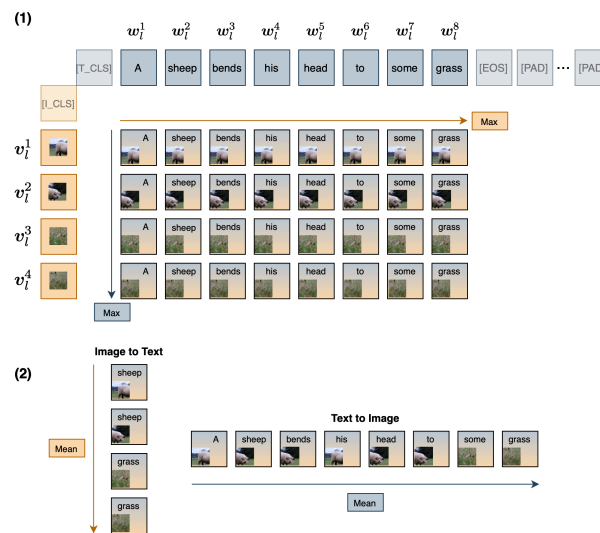 (1)
w_l^1 w_l^2 w_l^3 w_l^4 w_l^5 w_l^6 w_l^7 w_l^8
[T_CLS] A sheep bends his head to some grass [EOS] [PAD] ... [PAD]
[I_CLS]
Max
v_l^1 A sheep bends his head to some grass
v_l^2 A sheep bends his head to some grass
v_l^3 A sheep bends his head to some grass
v_l^4 A sheep bends his head to some grass
Max
Image to Text
(2)
sheep
sheep
grass
grass
Mean
Text to Image
A sheep bends his head to some grass
Mean